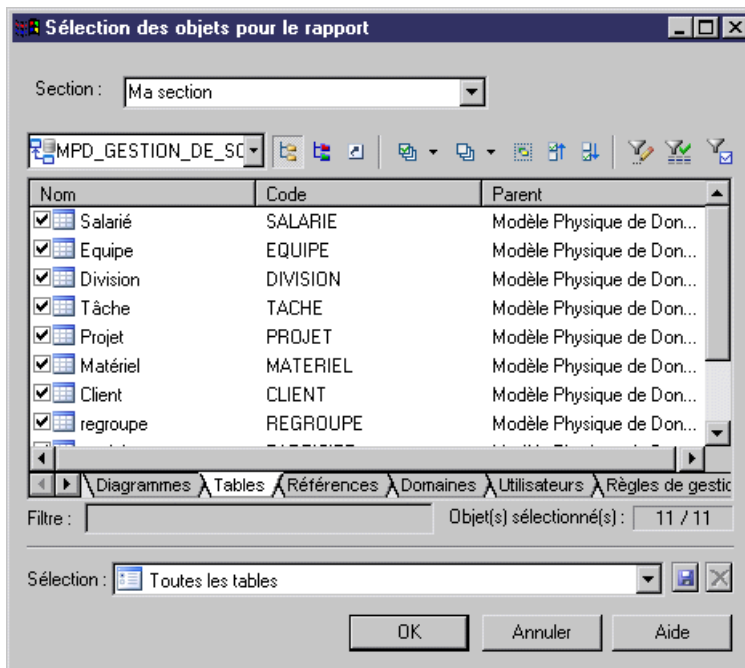 Sélection des objets pour le rapport
Section : Ma section
MPD_GESTION_DE_SC
Nom Code Parent
Salarié SALARIE Modèle Physique de Don...
Equipe EQUIPE Modèle Physique de Don...
Division DIVISION Modèle Physique de Don...
Tâche TACHE Modèle Physique de Don...
Projet PROJET Modèle Physique de Don...
Matériel MATERIEL Modèle Physique de Don...
Client CLIENT Modèle Physique de Don...
regroupe REGROUPE Modèle Physique de Don...
Diagrammes Tables Références Domaines Utilisateurs Règles de gestic
Filtre : Objet(s) sélectionné(s) : 11 / 11
Sélection : Toutes les tables
OK Annuler Aide